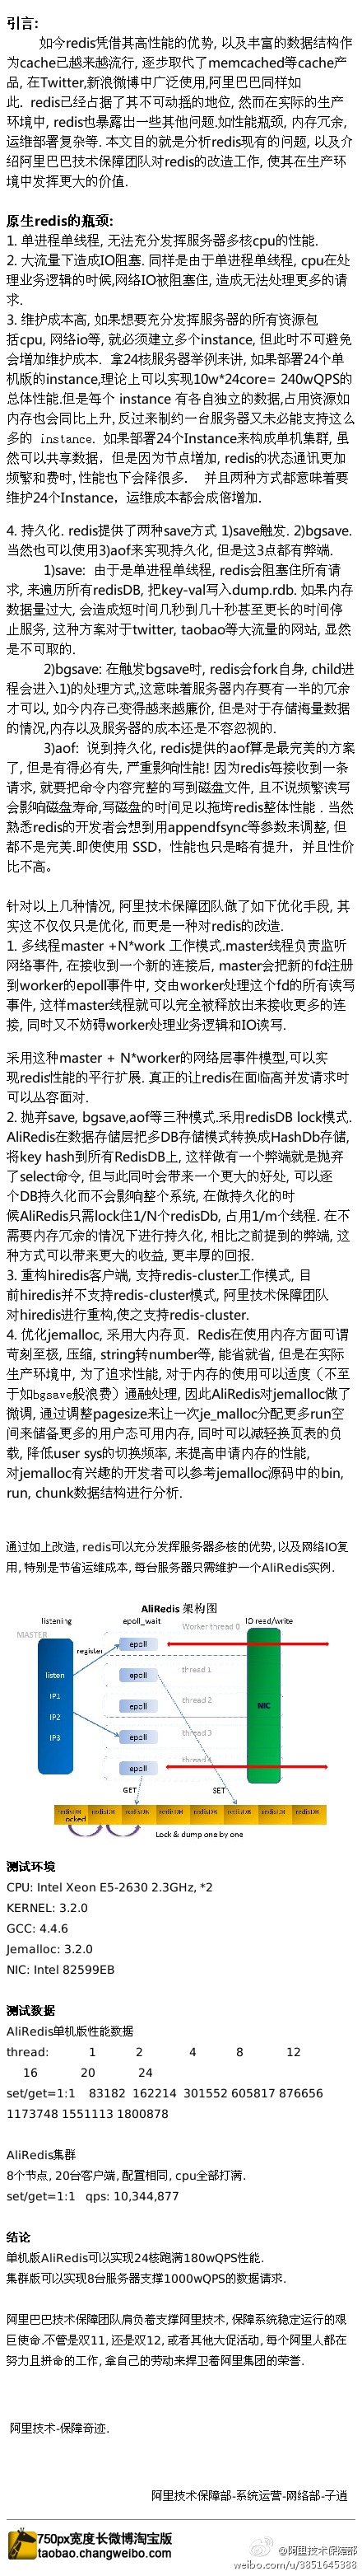 引言:
如今redis凭借其高性能的优势, 以及丰富的数据结构作
为cache已越来越流行, 逐步取代了memcached等cache产
品, 在Twitter,新浪微博中广泛使用,阿里巴巴同样如
此. redis已经占据了其不可动摇的地位, 然而在实际的生产
环境中, redis也暴露出一些其他问题.如性能瓶颈, 内存冗余,
运维部署复杂等. 本文目的就是分析redis现有的问题, 以及介
绍阿里巴巴技术保障团队对redis的改造工作, 使其在生产环
境中发挥更大的价值.
原生redis的瓶颈:
1. 单进程单线程, 无法充分发挥服务器多核cpu的性能.
2. 大流量下造成IO阻塞. 同样是由于单进程单线程, cpu在处
理业务逻辑的时候,网络IO被阻塞住, 造成无法处理更多的请
求.
3. 维护成本高, 如果想要充分发挥服务器的所有资源包
括cpu, 网络io等, 就必须建立多个instance, 但此时不可避免
会增加维护成本. 拿24核服务器举例来讲, 如果部署24个单
机版的instance,理论上可以实现10w*24core= 240wQPS的
总体性能.但是每个 instance 有各自独立的数据,占用资源如
内存也会同比上升, 反过来制约一台服务器又未必能支持这么
多的 instance. 如果部署24个Instance来构成单机集群, 虽
然可以共享数据，但是因为节点增加, redis的状态通讯更加
频繁和费时, 性能也下会降很多. 并且两种方式都意味着要
维护24个Instance，运维成本都会成倍增加.
4. 持久化. redis提供了两种save方式 1)save触发. 2)bgsave.
当然也可以使用3)aof来实现持久化, 但是这3点都有弊端.
1)save: 由于是单进程单线程, redis会阻塞住所有请
求, 来遍历所有redisDB, 把key-val写入dump.rdb. 如果内存
数据量过大, 会造成短时间几秒到几十秒甚至更长的时间停
止服务, 这种方案对于twitter, taobao等大流量的网站, 显然
是不可取的.
2)bgsave: 在触发bgsave时, redis会fork自身, child进
程会进入1)的处理方式,这意味着服务器内存要有一半的冗余
才可以, 如今内存已变得越来越廉价, 但是对于存储海量数据
的情况,内存以及服务器的成本还是不容忽视的.
3)aof: 说到持久化, redis提供的aof算是最完美的方案
了, 但是有得必有失, 严重影响性能! 因为redis每接收到一条
请求, 就要把命令内容完整的写到磁盘文件, 且不说频繁读写
会影响磁盘寿命,写磁盘的时间足以拖垮redis整体性能 . 当然
熟悉redis的开发者会想到用appendfsync等参数来调整, 但
都不是完美.即使使用 SSD，性能也只是略有提升，并且性价
比不高。
针对以上几种情况, 阿里技术保障团队做了如下优化手段, 其
实这不仅仅只是优化, 而更是一种对redis的改造.
1. 多线程master +N*work 工作模式.master线程负责监听
网络事件, 在接收到一个新的连接后, master会把新的fd注册
到worker的epoll事件中, 交由worker处理这个fd的所有读写
事件, 这样master线程就可以完全被释放出来接收更多的连
接, 同时又不妨碍worker处理业务逻辑和IO读写.
采用这种master + N*worker的网络层事件模型,可以实
现redis性能的平行扩展. 真正的让redis在面临高并发请求时
可以丛容面对.
2. 抛弃save, bgsave,aof等三种模式.采用redisDB lock模式.
AliRedis在数据存储层把多DB存储模式转换成HashDb存储,
将key hash到所有RedisDB上, 这样做有一个弊端就是抛弃
了select命令, 但与此同时会带来一个更大的好处, 可以逐
个DB持久化而不会影响整个系统, 在做持久化的时
候AliRedis只需lock住1/N个redisDb, 占用1/m个线程. 在不
需要内存冗余的情况下进行持久化, 相比之前提到的弊端, 这
种方式可以带来更大的收益, 更丰厚的回报.
3. 重构hiredis客户端, 支持redis-cluster工作模式, 目
前hiredis并不支持redis-cluster模式, 阿里技术保障团队
对hiredis进行重构,使之支持redis-cluster.
4. 优化jemalloc, 采用大内存页. Redis在使用内存方面可谓
苛刻至极, 压缩, string转number等, 能省就省, 但是在实际
生产环境中, 为了追求性能, 对于内存的使用可以适度（不至
于如bgsave般浪费）通融处理, 因此AliRedis对jemalloc做了
微调, 通过调整pagesize来让一次je_malloc分配更多run空
间来储备更多的用户态可用内存, 同时可以减轻换页表的负
载, 降低user sys的切换频率, 来提高申请内存的性能,
对jemalloc有兴趣的开发者可以参考jemalloc源码中的bin,
run, chunk数据结构进行分析.
通过如上改造, redis可以充分发挥服务器多核的优势, 以及网络IO复
用, 特别是节省运维成本, 每台服务器只需维护一个AliRedis实例.
AliRedis 架构图
listening epoll_wait IO read/write
MASTER Worker thread 0
register epoll
listen epoll thread 1
IP1
epoll thread 2 NIC
IP2
IP3 epoll thread 3
epoll thread 4
GET SET
redisDB redisDB redisDB redisDB redisDB redisDB redisDB redisDB
ocked
Lock & dump one by one
测试环境
CPU: Intel Xeon E5-2630 2.3GHz, *2
KERNEL: 3.2.0
GCC: 4.4.6
Jemalloc: 3.2.0
NIC: Intel 82599EB
测试数据
AliRedis单机版性能数据
thread: 1 2 4 8 12
16 20 24
set/get=1:1 83182 162214 301552 605817 876656
1173748 1551113 1800878
AliRedis集群
8个节点, 20台客户端, 配置相同, cpu全部打满.
set/get=1:1 qps: 10,344,877
结论
单机版AliRedis可以实现24核跑满180wQPS性能.
集群版可以实现8台服务器支撑1000wQPS的数据请求.
阿里巴巴技术保障团队肩负着支撑阿里技术, 保障系统稳定运行的艰
巨使命.不管是双11, 还是双12, 或者其他大促活动, 每个阿里人都在
努力且拼命的工作, 拿自己的劳动来捍卫着阿里集团的荣誉.
阿里技术-保障奇迹.
阿里技术保障部-系统运营-网络部-子逍
750px宽度长微博淘宝版
taobao.changweibo.com
@阿里技术保障部
weibo.com/u/3851645388